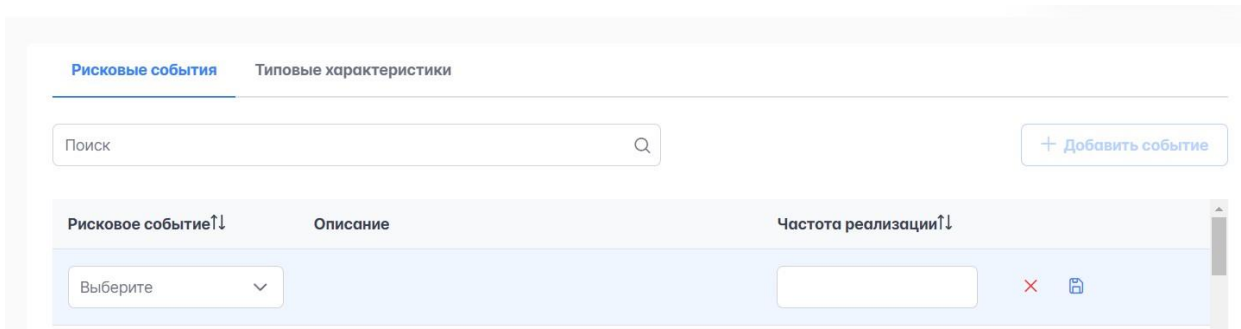 Рисковые события Типовые характеристики
Поиск + Добавить событие
Рисковое событие↑↓ Описание Частота реализации↑↓
Выберите